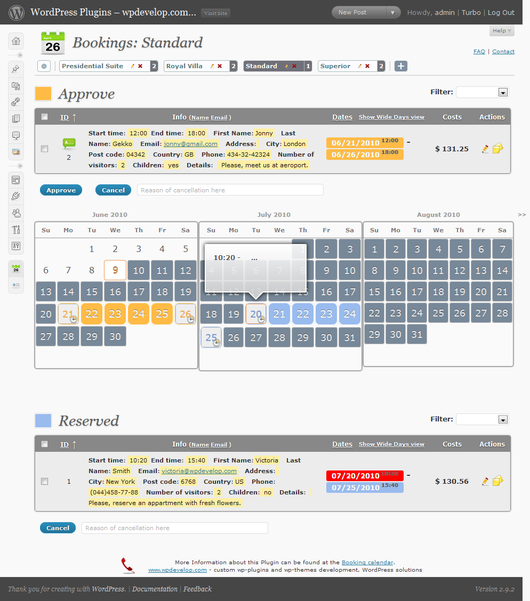 WordPress Plugins – wpdevelop.com... Visit site New Post Howdy, admin | Turbo | Log Out
Help
26 Bookings: Standard
FAQ | Contact
Presidential Suite 2 Royal Villa 2 Standard 1 Superior 2
Approve Filter:
ID Info (Name Email) Dates Show Wide Days view Costs Actions
Start time: 12:00 End time: 18:00 First Name: Jonny Last
Name: Gekko Email: jonny@gmail.com Address: City: London
Post code: 04342 Country: GB Phone: 434-32-42324 Number of
visitors: 2 Children: yes Details: Please, meet us at aeroport.
2
06/21/2010 12:00 –
06/26/2010 18:00
$ 131.25
Approve Cancel Reason of cancellation here
June 2010 July 2010 August 2010 >>
Su Mo Tu We Th Fr Sa Su Mo Tu We Th Fr Sa Su Mo Tu We Th Fr Sa
1 2 3 4 5 1 2 3 1 2 3 4 5 6 7
6 7 8 9 10 11 12 10 8 9 10 11 12 13 14
10:20 - ...
13 14 15 16 17 18 19 17 15 16 17 18 19 20 21
20 21 22 23 24 25 26 18 19 20 21 22 23 24 22 23 24 25 26 27 28
27 28 29 30 25 26 27 28 29 30 31 29 30 31
Reserved Filter:
ID Info (Name Email) Dates Show Wide Days view Costs Actions
Start time: 10:20 End time: 15:40 First Name: Victoria Last
Name: Smith Email: victoria@wpdevelop.com Address:
City: New York Post code: 6768 Country: US Phone:
(044)458-77-88 Number of visitors: 2 Children: no Details:
Please, reserve an appartment with fresh flowers.
1
07/20/2010 10:20 –
07/25/2010 15:40
$ 130.56
Cancel Reason of cancellation here
More Information about this Plugin can be found at the Booking calendar.
www.wpdevelop.com - custom wp-plugins and wp-themes development, WordPress solutions
Thank you for creating with WordPress. | Documentation | Feedback Version 2.9.2